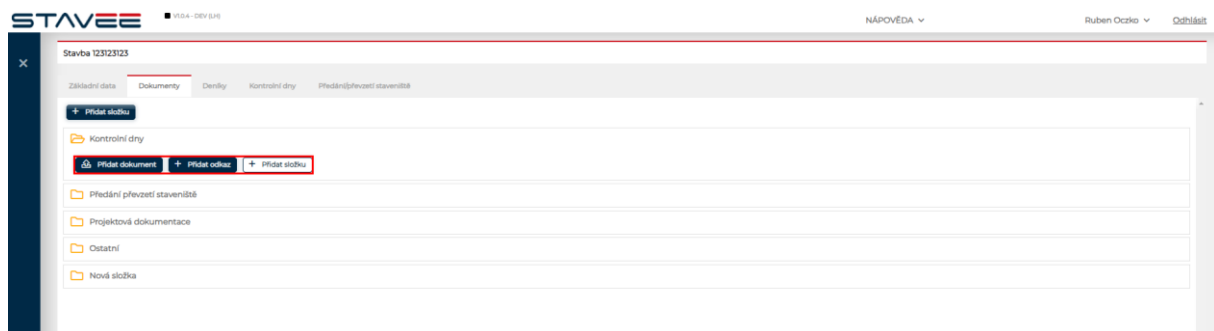 STAVEE V1.0.4 - DEV (LH) NÁPOVĚDA Ruben Oczko Odhlásit
Stavba 123123123
Základní data Dokumenty Deníky Kontrolní dny Předání/převzetí staveniště
+ Přidat složku
Kontrolní dny
Přidat dokument + Přidat odkaz + Přidat složku
Předání převzetí staveniště
Projektová dokumentace
Ostatní
Nová složka